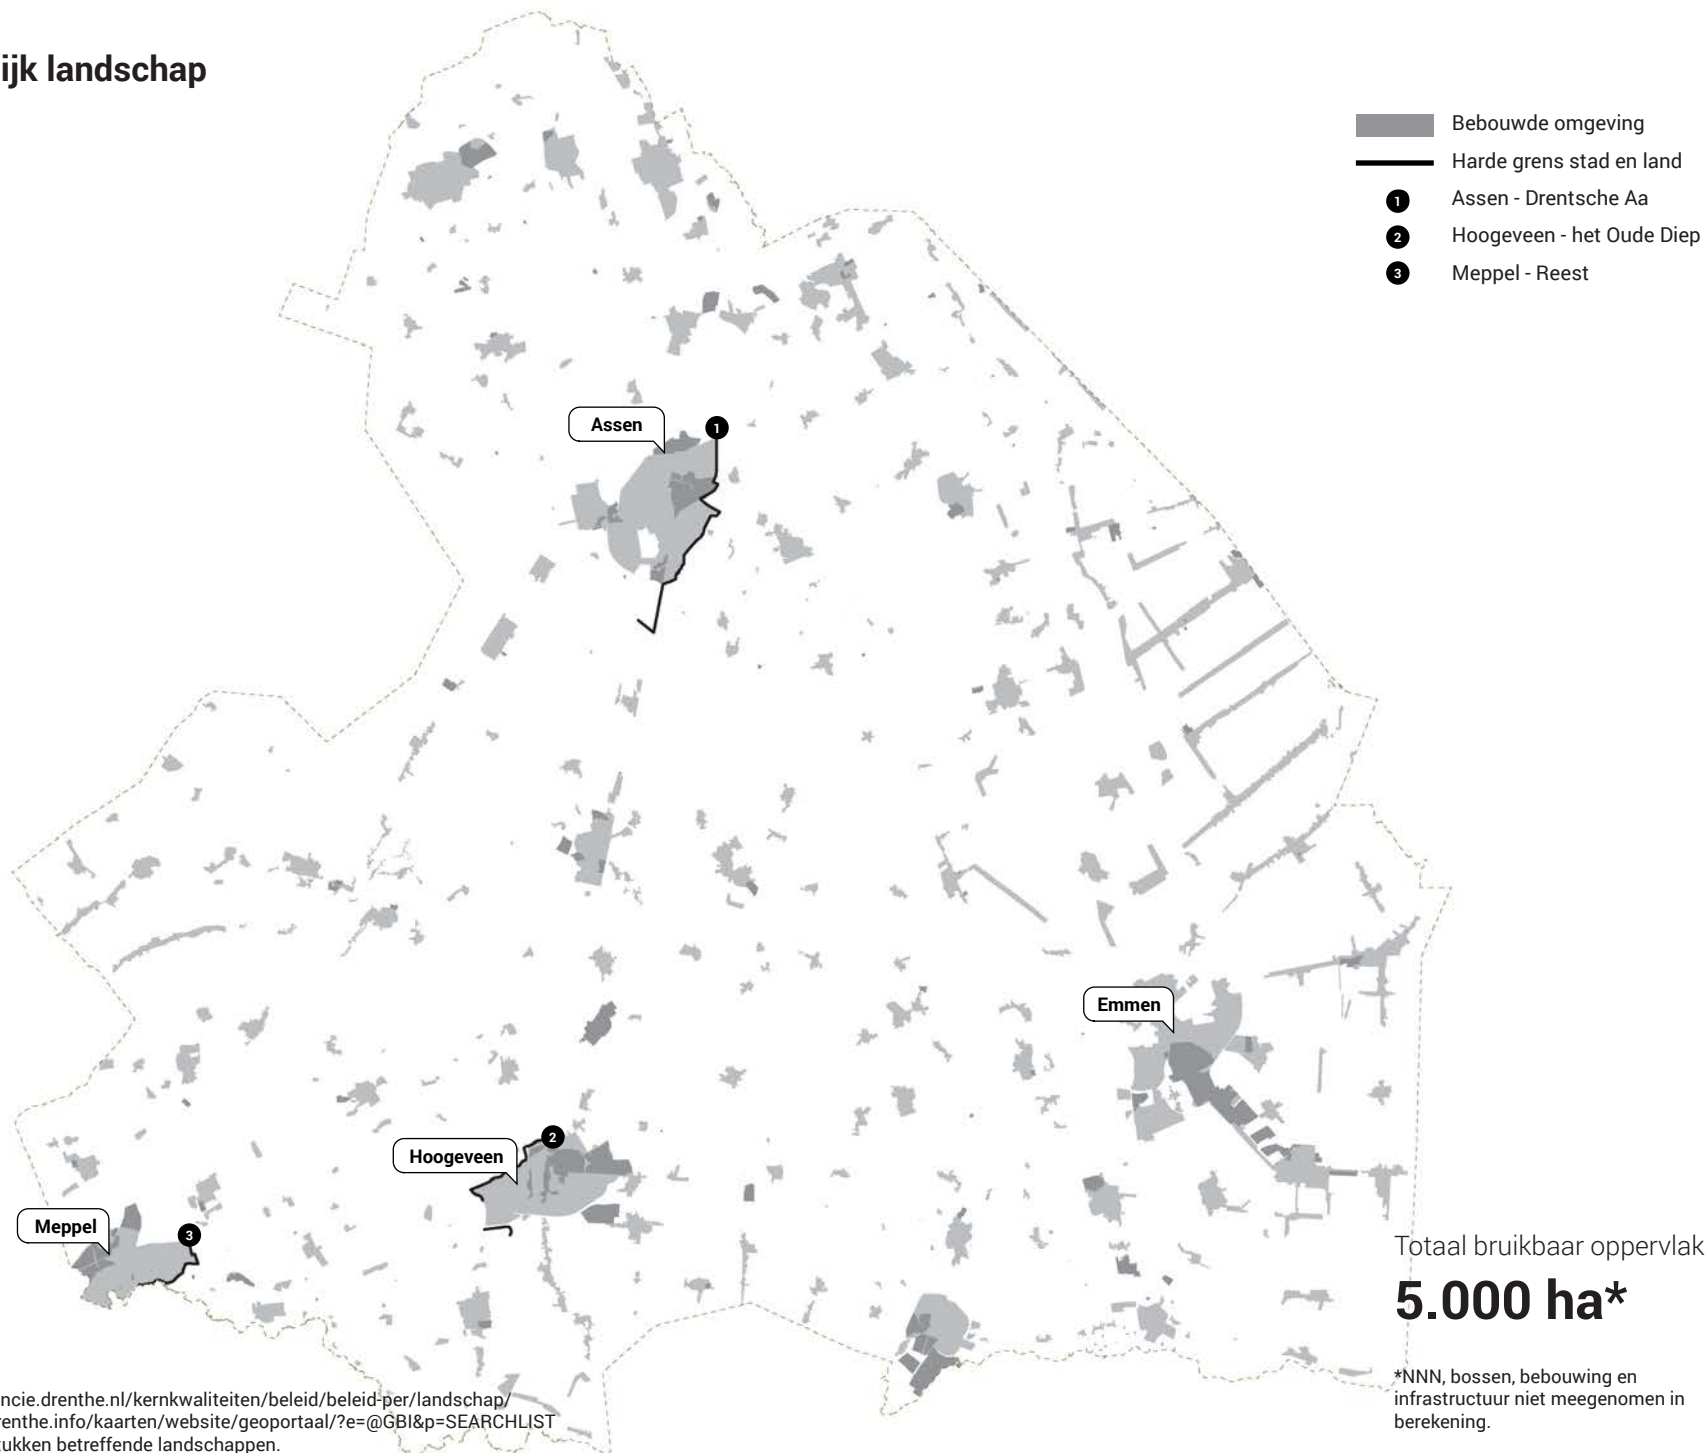 ijk landschap
Bebouwde omgeving
Harde grens stad en land
1 Assen - Drentsche Aa
2 Hoogeveen - het Oude Diep
3 Meppel - Reest
Assen
1
Emmen
2
Hoogeveen
Meppel
3
Totaal bruikbaar oppervlak
5.000 ha*
*NNN, bossen, bebouwing en
infrastructuur niet meegenomen in
berekening.
ncie.drenthe.nl/kernkwaliteiten/beleid/beleid-per/landschap/
renthe.info/kaarten/website/geoportaal/?e=@GBI&p=SEARCHLIST
tukken betreffende landschappen.